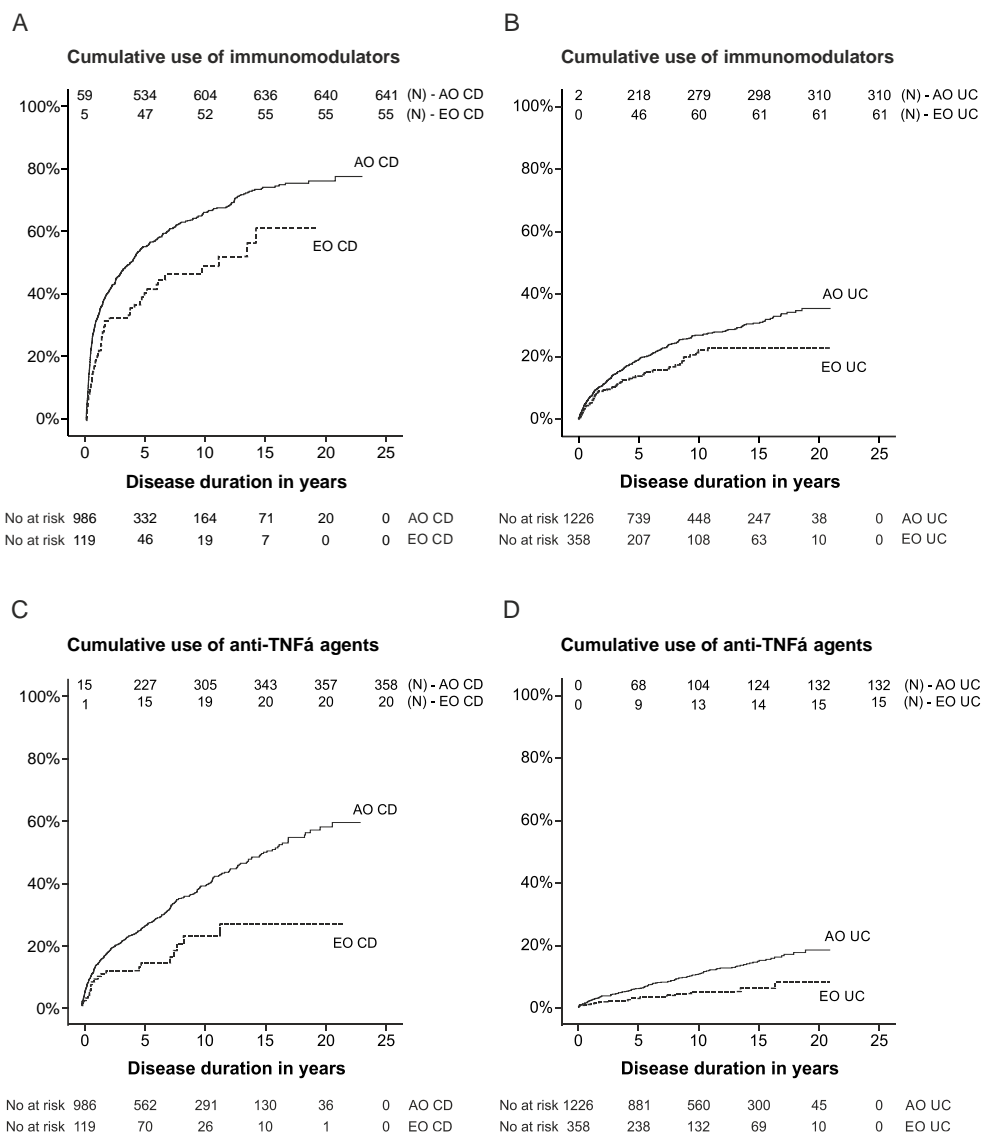 A
Cumulative use of immunomodulators
59 534 604 636 640 641 (N) - AO CD
5 47 52 55 55 55 (N) - EO CD
100%
80%
60%
40%
20%
0%
AO CD
EO CD
0 5 10 15 20 25
Disease duration in years
No at risk 986 332 164 71 20 0 AO CD
No at risk 119 46 19 7 0 0 EO CD
B
Cumulative use of immunomodulators
2 218 279 298 310 310 (N) - AO UC
0 46 60 61 61 61 (N) - EO UC
100%
80%
60%
40%
20%
0%
AO UC
EO UC
0 5 10 15 20 25
Disease duration in years
No at risk 1226 739 448 247 38 0 AO UC
No at risk 358 207 108 63 10 0 EO UC
C
Cumulative use of anti-TNFá agents
15 227 305 343 357 358 (N) - AO CD
1 15 19 20 20 20 (N) - EO CD
100%
80%
60%
40%
20%
0%
AO CD
EO CD
0 5 10 15 20 25
Disease duration in years
No at risk 986 562 291 130 36 0 AO CD
No at risk 119 70 26 10 1 0 EO CD
D
Cumulative use of anti-TNFá agents
0 68 104 124 132 132 (N) - AO UC
0 9 13 14 15 15 (N) - EO UC
100%
80%
60%
40%
20%
0%
AO UC
EO UC
0 5 10 15 20 25
Disease duration in years
No at risk 1226 881 560 300 45 0 AO UC
No at risk 358 238 132 69 10 0 EO UC